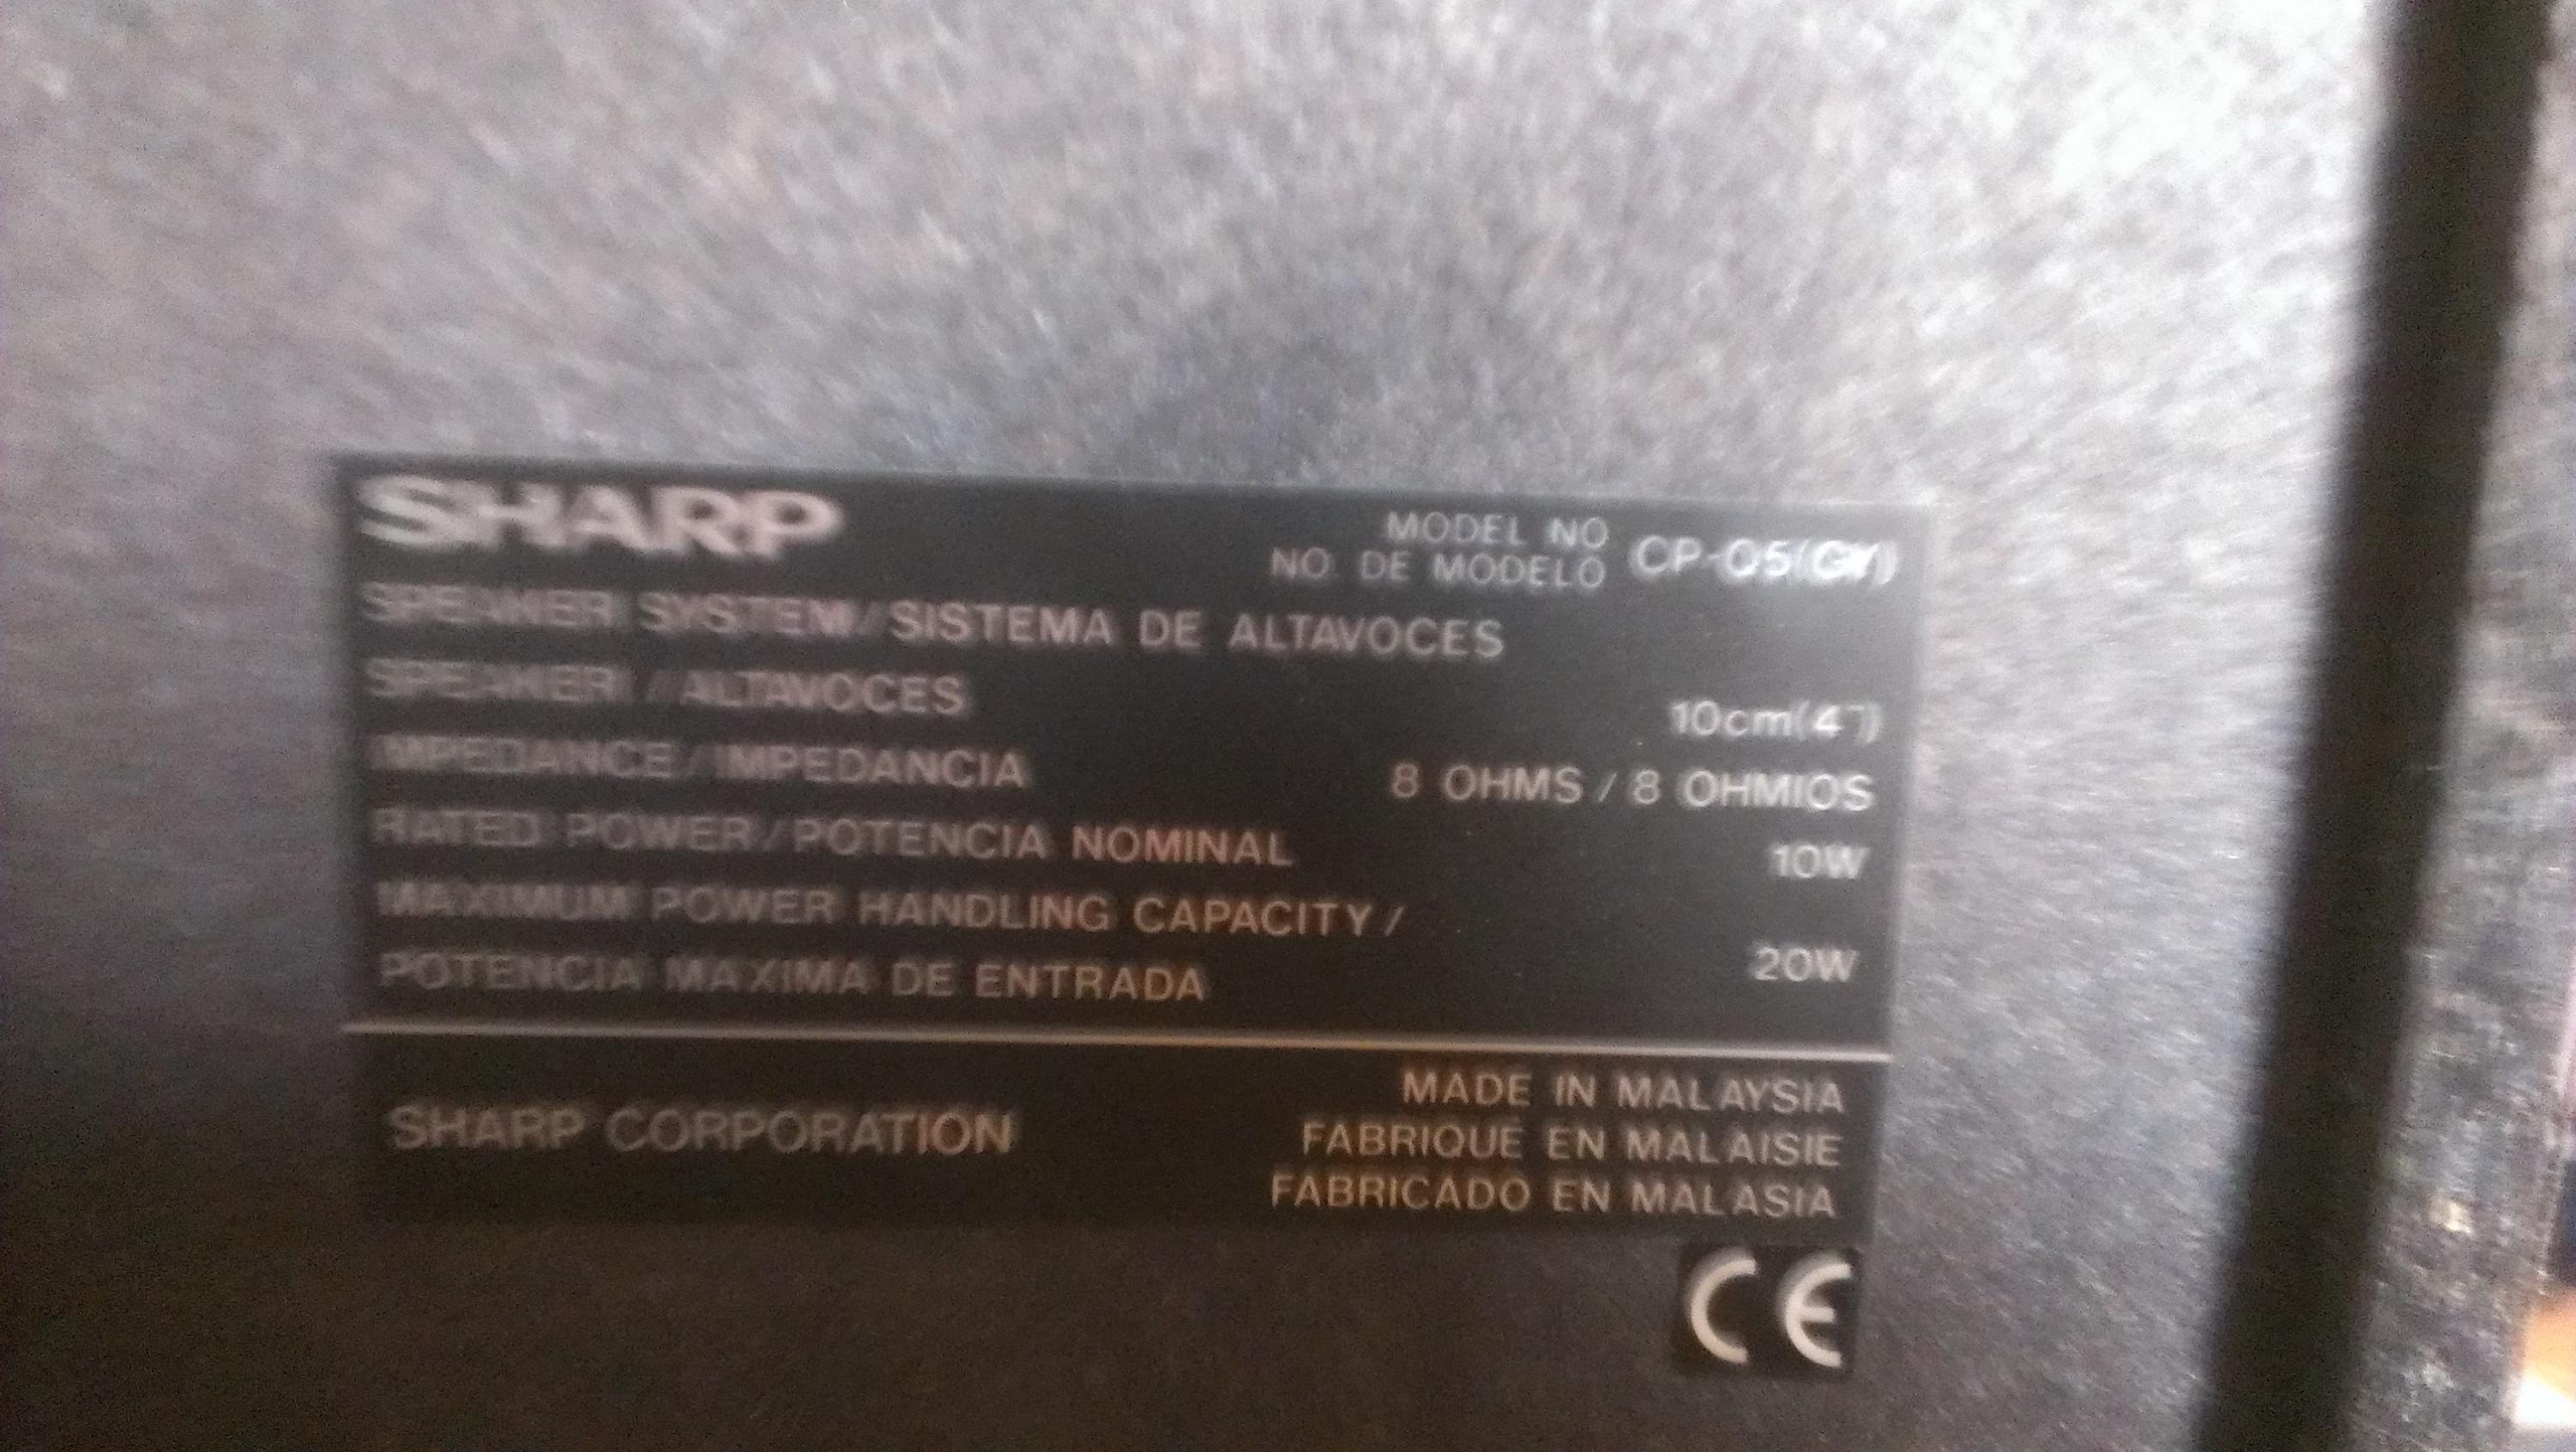 SHARP
MODEL NO
NO. DE MODELO
CP-Q5(GY)
SPEAKER SYSTEM/SISTEMA DE ALTAVOCES
SPEAKER/ALTAVOCES 10cm(4")
IMPEDANCE/IMPEDANCIA 8 OHMS/8 OHMIOS
RATED POWER/POTENCIA NOMINAL 10W
MAXIMUM POWER HANDLING CAPACITY/
POTENCIA MAXIMA DE ENTRADA 20W
SHARP CORPORATION
MADE IN MALAYSIA
FABRIQUE EN MALAISIE
FABRICADO EN MALASIA
CE